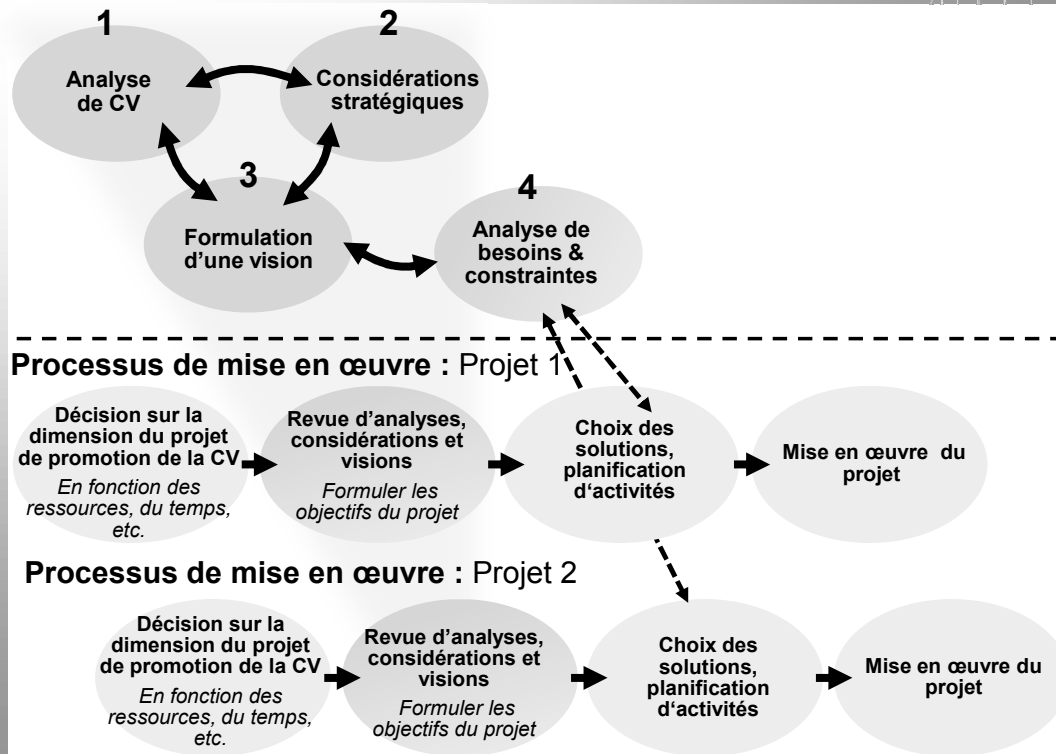 1
Analyse
de CV
2
Considérations
stratégiques
3
Formulation
d'une vision
4
Analyse de
besoins &
constraintes
Processus de mise en œuvre : Projet 1
Décision sur la
dimension du projet
de promotion de la CV
En fonction des
ressources, du temps,
etc.
Revue d'analyses,
considérations et
visions
Formuler les
objectifs du projet
Choix des
solutions,
planification
d'activités
Mise en œuvre du
projet
Processus de mise en œuvre : Projet 2
Décision sur la
dimension du projet
de promotion de la CV
En fonction des
ressources, du temps,
etc.
Revue d'analyses,
considérations et
visions
Formuler les
objectifs du projet
Choix des
solutions,
planification
d'activités
Mise en œuvre du
projet